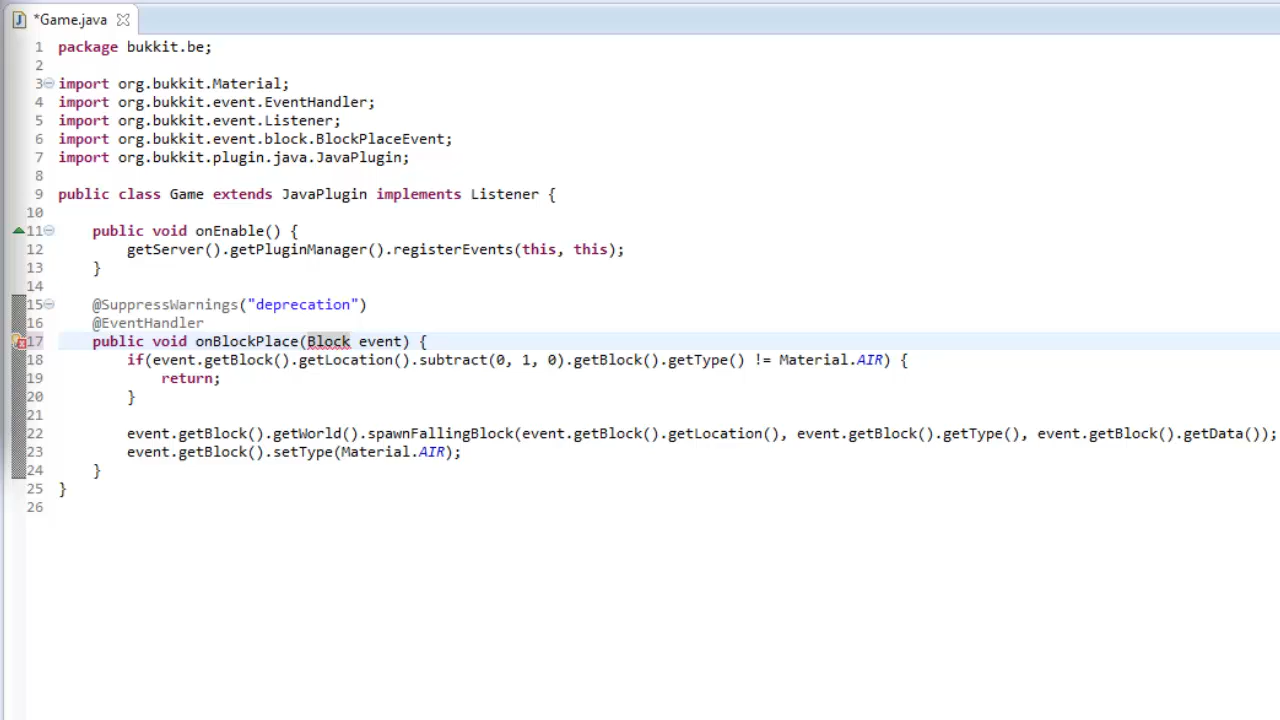 *Game.java
1 package bukkit.be;
2
3 import org.bukkit.Material;
4 import org.bukkit.event.EventHandler;
5 import org.bukkit.event.Listener;
6 import org.bukkit.event.block.BlockPlaceEvent;
7 import org.bukkit.plugin.java.JavaPlugin;
8
9 public class Game extends JavaPlugin implements Listener {
10
11     public void onEnable() {
12         getServer().getPluginManager().registerEvents(this, this);
13     }
14
15     @SuppressWarnings("deprecation")
16     @EventHandler
17     public void onBlockPlace(Block event) {
18         if(event.getBlock().getLocation().subtract(0, 1, 0).getBlock().getType() != Material.AIR) {
19             return;
20         }
21
22         event.getBlock().getWorld().spawnFallingBlock(event.getBlock().getLocation(), event.getBlock().getType(), event.getBlock().getData());
23         event.getBlock().setType(Material.AIR);
24     }
25 }
26